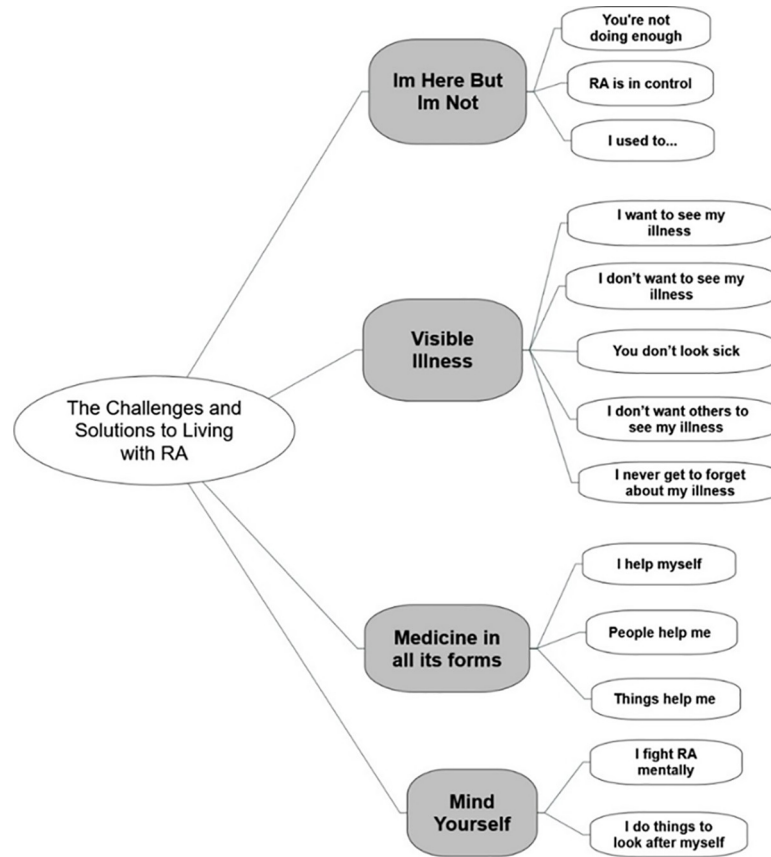 The Challenges and
Solutions to Living
with RA
Im Here But
Im Not
You're not
doing enough
RA is in control
I used to...
Visible
Illness
I want to see my
illness
I don't want to see my
illness
You don't look sick
I don't want others to
see my illness
I never get to forget
about my illness
Medicine in
all its forms
I help myself
People help me
Things help me
Mind
Yourself
I fight RA
mentally
I do things to
look after myself